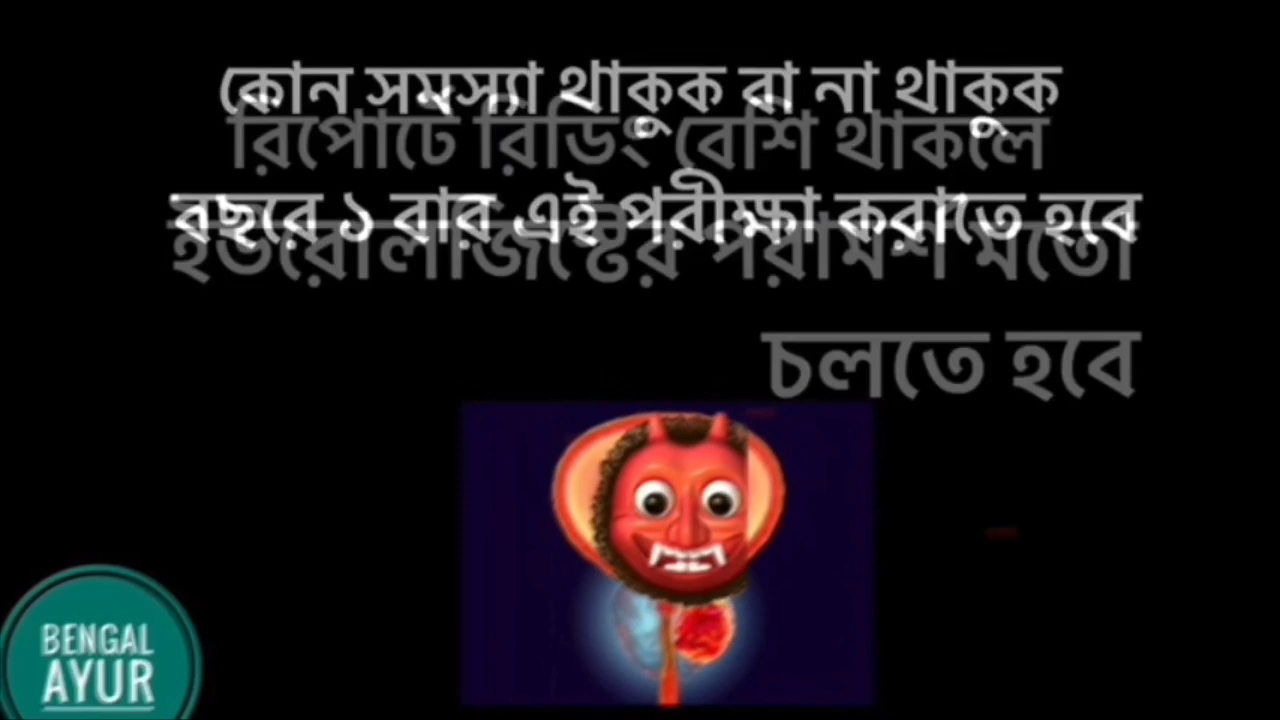 কোন সমস্যা থাকুক বা না থাকুক
রিপোর্টে রিডিং বেশি থাকলে
বছরে ১ বার এই পরীক্ষা করাতে হবে
ইউরোলজিস্টের পরামর্শ মতো
চলতে হবে
BENGAL
AYUR